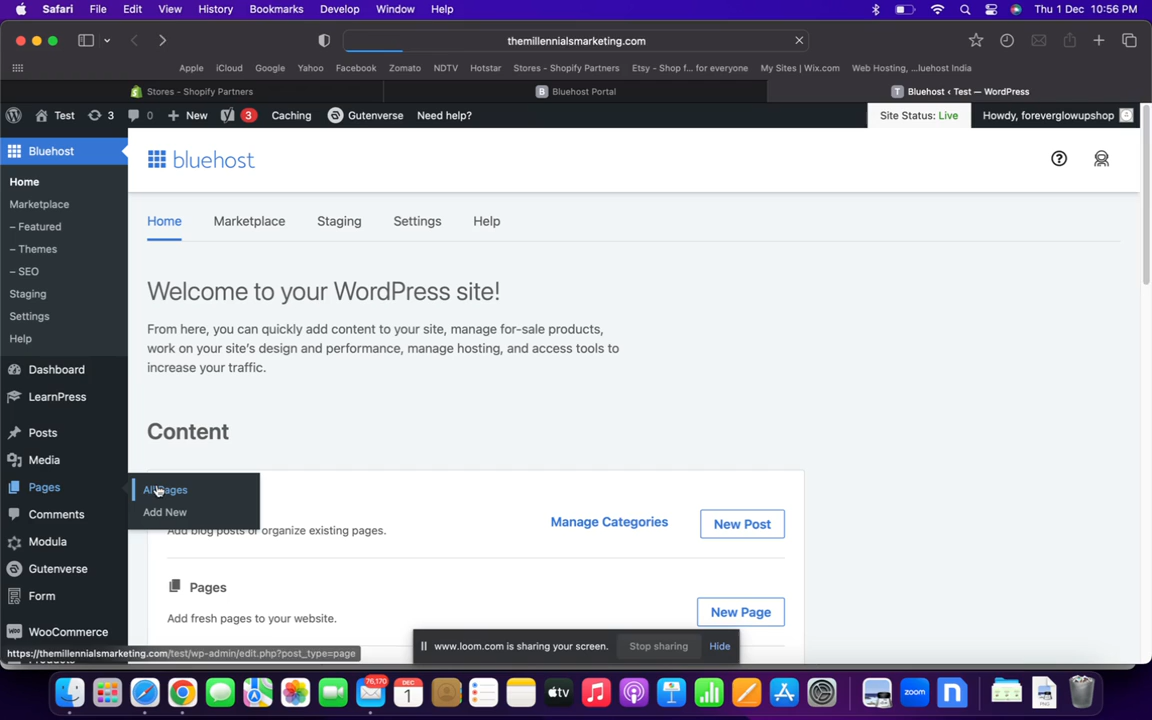 Safari File Edit View History Bookmarks Develop Window Help Thu 1 Dec 10:56 PM
themillennialsmarketing.com
Apple iCloud Google Yahoo Facebook Zomato NDTV Hotstar Stores - Shopify Partners Etsy - Shop f... for everyone My Sites | Wix.com Web Hosting, ...luehost India
Stores - Shopify Partners B Bluehost Portal T Bluehost ‹ Test — WordPress
Test 3 0 + New 3 Caching Gutenverse Need help? Site Status: Live Howdy, foreverglowupshop
Bluehost
bluehost
Home
Marketplace
– Featured
– Themes
– SEO
Staging
Settings
Help
Dashboard
LearnPress
Posts
Media
Pages
Comments
Modula
Gutenverse
Form
WooCommerce
All Pages
Add New
Home Marketplace Staging Settings Help
Welcome to your WordPress site!
From here, you can quickly add content to your site, manage for-sale products,
work on your site's design and performance, manage hosting, and access tools to
increase your traffic.
Content
Add blog posts or organize existing pages.
Manage Categories New Post
Pages
Add fresh pages to your website.
New Page
www.loom.com is sharing your screen. Stop sharing Hide
https://themillennialsmarketing.com/test/wp-admin/edit.php?post_type=page
76,170
DEC
1
tv
zoom
N
PNG